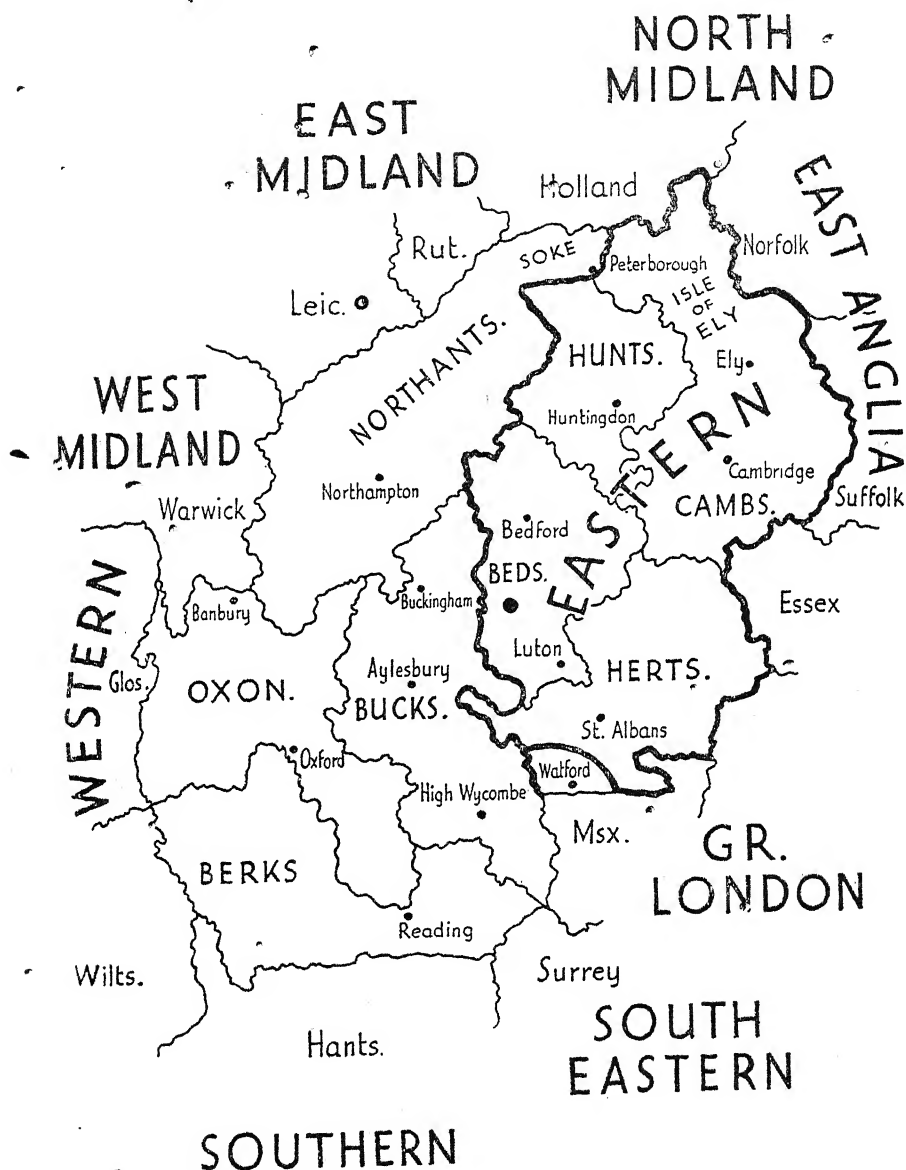 NORTH
MIDLAND
EAST
MIDLAND
Holland
EAST ANGLIA
Rut.
SOKE
Norfolk
Peterborough
Leic.
ISLE
OF
ELY
NORTHANTS.
HUNTS.
Ely
WEST
MIDLAND
Huntingdon
EASTERN
Cambridge
Northampton
Warwick
CAMBS.
Suffolk
Bedford
BEDS.
Banbury
Buckingham
Essex
WESTERN
Glos.
OXON.
Aylesbury
BUCKS.
Luton
HERTS.
St. Albans
Oxford
Watford
High Wycombe
Msx.
GR.
LONDON
BERKS
Reading
Wilts.
Surrey
Hants.
SOUTH
EASTERN
SOUTHERN